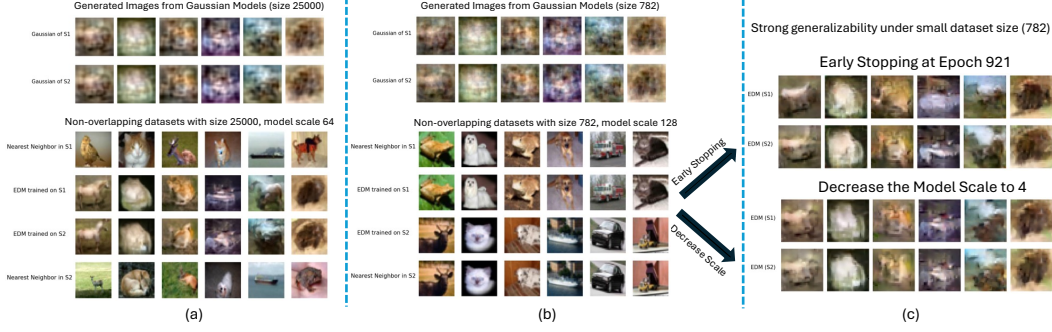 Generated Images from Gaussian Models (size 25000)
Gaussian of S1
Gaussian of S2
Non-overlapping datasets with size 25000, model scale 64
Nearest Neighbor in S1
EDM trained on S1
EDM trained on S2
Nearest Neighbor in S2
(a)
Generated Images from Gaussian Models (size 782)
Gaussian of S1
Gaussian of S2
Non-overlapping datasets with size 782, model scale 128
Nearest Neighbor in S1
EDM trained on S1
EDM trained on S2
Nearest Neighbor in S2
(b)
Early Stopping
Decrease Scale
Strong generalizability under small dataset size (782)
Early Stopping at Epoch 921
EDM (S1)
EDM (S2)
Decrease the Model Scale to 4
EDM (S1)
EDM (S2)
(c)